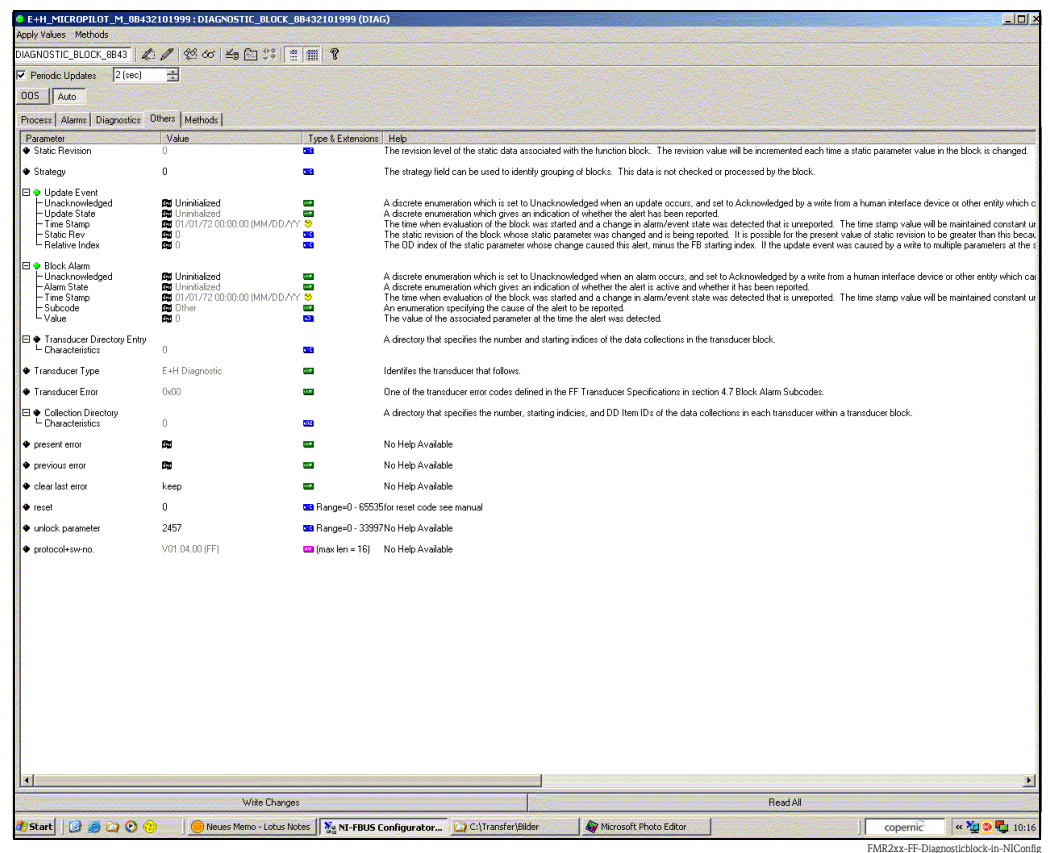 E+H_MICROPILOT_M_8B432101999 : DIAGNOSTIC_BLOCK_8B432101999 (DIAG)
Apply Values Methods
DIAGNOSTIC_BLOCK_8B43
Periodic Updates 2 (sec)
OOS Auto
Process Alarms Diagnostics Others Methods
Parameter Value Type & Extensions Help
Static Revision 0 The revision level of the static data associated with the function block. The revision value will be incremented each time a static parameter value in the block is changed.
Strategy 0 The strategy field can be used to identify grouping of blocks. This data is not checked or processed by the block.
Update Event
Unacknowledged Uninitialized A discrete enumeration which is set to Unacknowledged when an update occurs, and set to Acknowledged by a write from a human interface device or other entity which c
Update State Uninitialized A discrete enumeration which gives an indication of whether the alert has been reported.
Time Stamp 01/01/72 00:00:00 (MM/DD/YY The time when evaluation of the block was started and a change in alarm/event state was detected that is unreported. The time stamp value will be maintained constant un
Static Rev 0 The static revision of the block whose static parameter was changed and is being reported. It is possible for the present value of static revision to be greater than this becau
Relative Index 0 The OD index of the static parameter whose change caused this alert, minus the FB starting index. If the update event was caused by a write to multiple parameters at the s
Block Alarm
Unacknowledged Uninitialized A discrete enumeration which is set to Unacknowledged when an alarm occurs, and set to Acknowledged by a write from a human interface device or other entity which car
Alarm State Uninitialized A discrete enumeration which gives an indication of whether the alert is active and whether it has been reported.
Time Stamp 01/01/72 00:00:00 (MM/DD/YY The time when evaluation of the block was started and a change in alarm/event state was detected that is unreported. The time stamp value will be maintained constant un
Subcode Other An enumeration specifying the cause of the alert to be reported.
Value 0 The value of the associated parameter at the time the alert was detected.
Transducer Directory Entry A directory that specifies the number and starting indices of the data collections in the transducer block.
Characteristics 0
Transducer Type E+H Diagnostic Identifes the transducer that follows.
Transducer Error 0x00 One of the transducer error codes defined in the FF Transducer Specifications in section 4.7 Block Alarm Subcodes.
Collection Directory A directory that specifies the number, starting indicies, and DD Item IDs of the data collections in each transducer within a transducer block.
Characteristics 0
present error No Help Available
previous error No Help Available
clear last error keep No Help Available
reset 0 Range=0 - 65535 for reset code see manual
unlock parameter 2457 Range=0 - 33997 No Help Available
protocol+sw-no. V01.04.00 (FF) (max len = 16) No Help Available
Write Changes Read All
Start Neues Memo - Lotus Notes NI-FBUS Configurator... C:\Transfer\Bilder Microsoft Photo Editor copernic « 10:16
FMR2xx-FF-Diagnosticblock-in-NIConfig